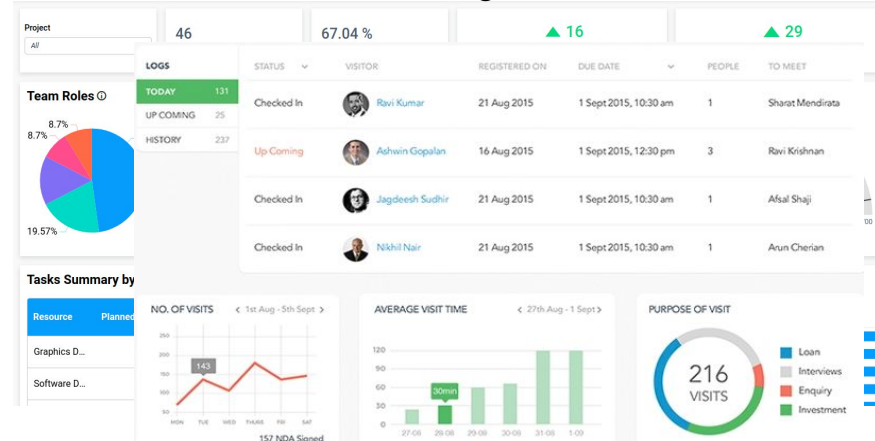 Project
All
46
67.04 %
16
29
Team Roles
8.7%
8.7%
19.57%
LOGS
TODAY 131
UP COMING 25
HISTORY 237
STATUS VISITOR REGISTERED ON DUE DATE PEOPLE TO MEET
Checked In Ravi Kumar 21 Aug 2015 1 Sept 2015, 10:30 am 1 Sharat Mendirata
Up Coming Ashwin Gopalan 16 Aug 2015 1 Sept 2015, 12:30 pm 3 Ravi Krishnan
Checked In Jagdeesh Sudhir 21 Aug 2015 1 Sept 2015, 10:30 am 1 Afsal Shaji
Checked In Nikhil Nair 21 Aug 2015 1 Sept 2015, 10:30 am 1 Arun Cherian
Tasks Summary by
Resource Planned
Graphics D...
Software D...
NO. OF VISITS < 1st Aug - 5th Sept >
250
200
150
100
50
143
MON TUE WED THURS FRI SAT
157 NDA Signed
AVERAGE VISIT TIME < 27th Aug - 1 Sept >
120
90
60
30
0
30min
27-08 28-08 29-08 30-08 31-08 1-09
PURPOSE OF VISIT
216
VISITS
Loan
Interviews
Enquiry
Investment